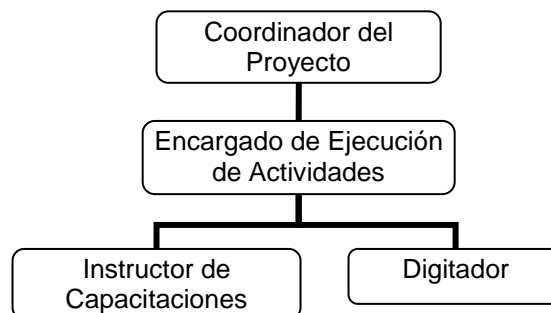 Coordinador del
Proyecto
Encargado de Ejecución
de Actividades
Instructor de
Capacitaciones
Digitador